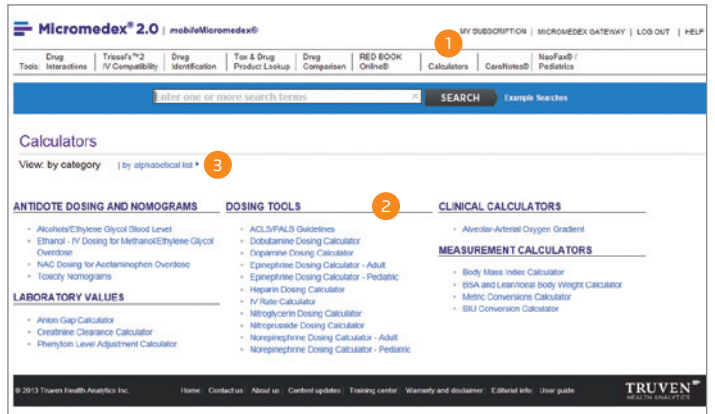 Micromedex® 2.0 | mobileMicromedex®
MY SUBSCRIPTION | MICROMEDEX GATEWAY | LOG OUT | HELP
1
Tools:
Drug Interactions
Trissel's™2 IV Compatibility
Drug Identification
Tox & Drug Product Lookup
Drug Comparison
RED BOOK Online®
Calculators
CareNotes®
NeoFax® / Pediatrics
Enter one or more search terms
×
SEARCH
Example Searches
Calculators
View: by category | by alphabetical list
3
ANTIDOTE DOSING AND NOMOGRAMS
Alcohols/Ethylene Glycol Blood Level
Ethanol - IV Dosing for Methanol/Ethylene Glycol
Overdose
NAC Dosing for Acetaminophen Overdose
Toxicity Nomograms
LABORATORY VALUES
Anion Gap Calculator
Creatinine Clearance Calculator
Phenytoin Level Adjustment Calculator
DOSING TOOLS
2
ACLS/PALS Guidelines
Dobutamine Dosing Calculator
Dopamine Dosing Calculator
Epinephrine Dosing Calculator - Adult
Epinephrine Dosing Calculator - Pediatric
Heparin Dosing Calculator
IV Rate Calculator
Nitroglycerin Dosing Calculator
Nitroprusside Dosing Calculator
Norepinephrine Dosing Calculator - Adult
Norepinephrine Dosing Calculator - Pediatric
CLINICAL CALCULATORS
Alveolar-Arterial Oxygen Gradient
MEASUREMENT CALCULATORS
Body Mass Index Calculator
BSA and Lean/Ideal Body Weight Calculator
Metric Conversions Calculator
SIU Conversion Calculator
© 2013 Truven Health Analytics Inc.
Home | Contact us | About us | Content updates | Training center | Warranty and disclaimer | Editorial info | User guide
TRUVEN
HEALTH ANALYTICS